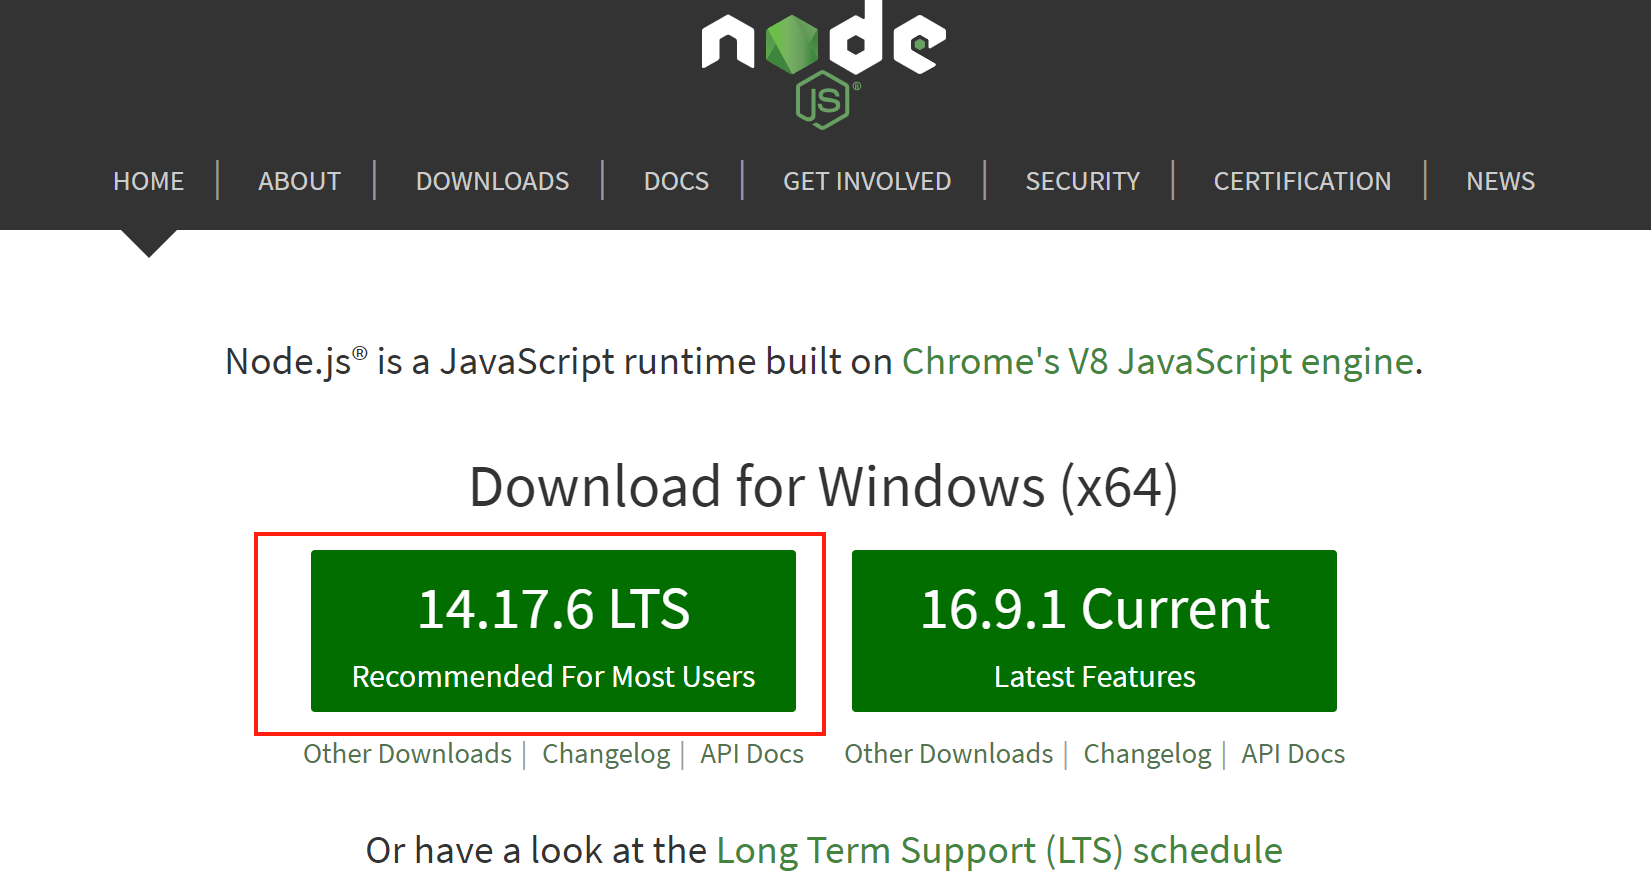 node
JS®
HOME | ABOUT | DOWNLOADS | DOCS | GET INVOLVED | SECURITY | CERTIFICATION | NEWS
Node.js® is a JavaScript runtime built on Chrome's V8 JavaScript engine.
Download for Windows (x64)
14.17.6 LTS
Recommended For Most Users
16.9.1 Current
Latest Features
Other Downloads | Changelog | API Docs
Other Downloads | Changelog | API Docs
Or have a look at the Long Term Support (LTS) schedule